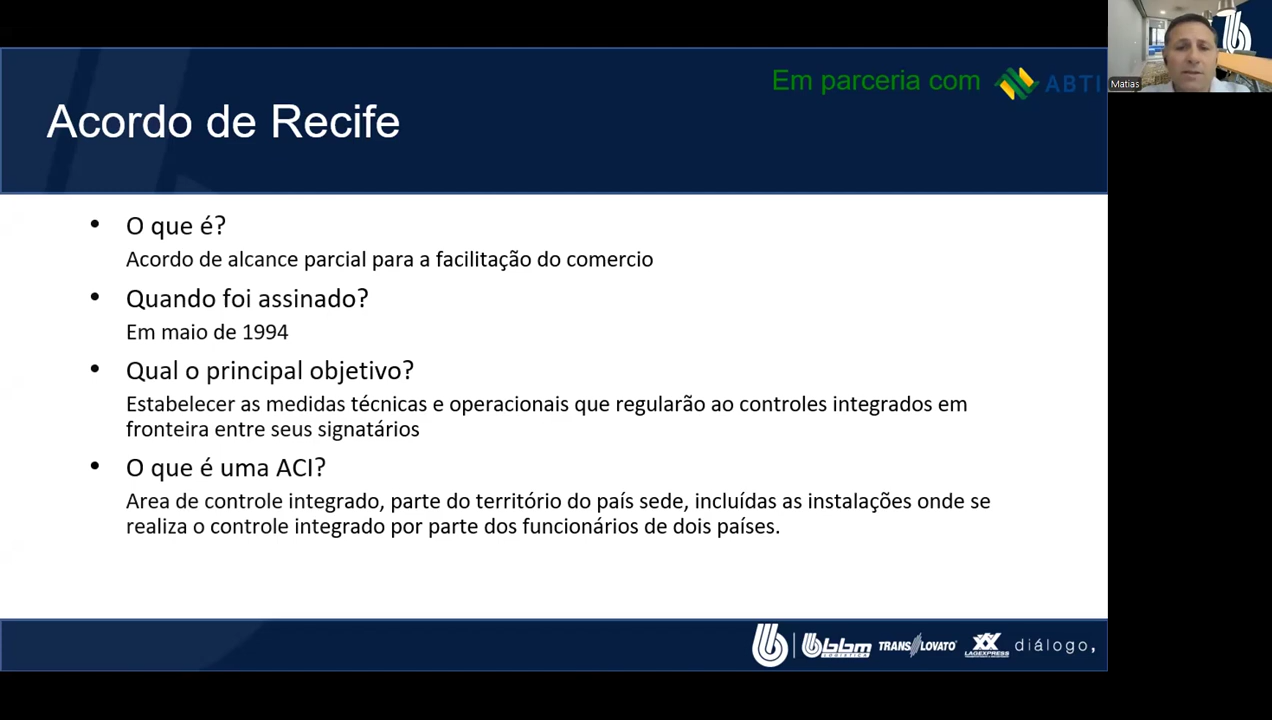 Em parceria com ABTI
Matias
Acordo de Recife
• O que é?
Acordo de alcance parcial para a facilitação do comercio
• Quando foi assinado?
Em maio de 1994
• Qual o principal objetivo?
Estabelecer as medidas técnicas e operacionais que regularão ao controles integrados em
fronteira entre seus signatários
• O que é uma ACI?
Area de controle integrado, parte do território do país sede, incluídas as instalações onde se
realiza o controle integrado por parte dos funcionários de dois países.
bbm
LOGÍSTICA
TRANSLOVATO
LAGEXPRESS
diálogo,